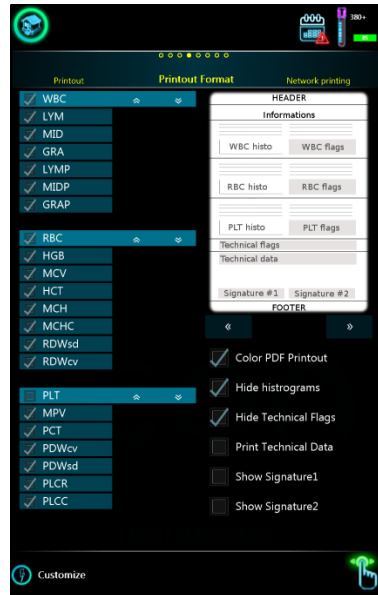 380+
Printout
Printout Format
Network printing
WBC
LYM
MID
GRA
LYMP
MIDP
GRAP
RBC
HGB
MCV
HCT
MCH
MCHC
RDWsd
RDWcv
PLT
MPV
PCT
PDWcv
PDWsd
PLCR
PLCC
HEADER
Informations
WBC histo WBC flags
RBC histo RBC flags
PLT histo PLT flags
Technical flags
Technical data
Signature #1 Signature #2
FOOTER
« »
Color PDF Printout
Hide histrograms
Hide Technical Flags
Print Technical Data
Show Signature1
Show Signature2
Customize